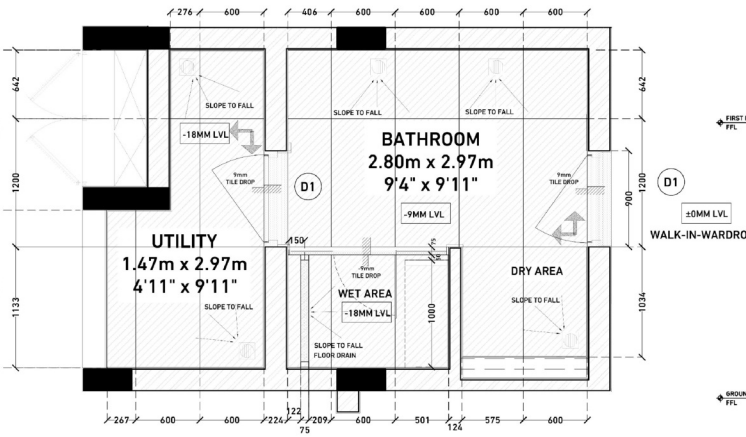 276 600 406 600 600 600 600
642
642
SLOPE TO FALL
SLOPE TO FALL
SLOPE TO FALL
-18MM LVL
BATHROOM
2.80m x 2.97m
9'4" x 9'11"
FIRST
FFL
1200
9mm
TILE DROP
D1
9mm
TILE DROP
900
1200
D1
-9MM LVL
±0MM LVL
WALK-IN-WARDRO
UTILITY
1.47m x 2.97m
4'11" x 9'11"
150
75
-9mm
TILE DROP
DRY AREA
WET AREA
-18MM LVL
SLOPE TO FALL
SLOPE TO FALL
1133
1000
1034
SLOPE TO FALL
FLOOR DRAIN
GROUN
FFL
267 600 600 224 122 75 209 600 501 124 575 600